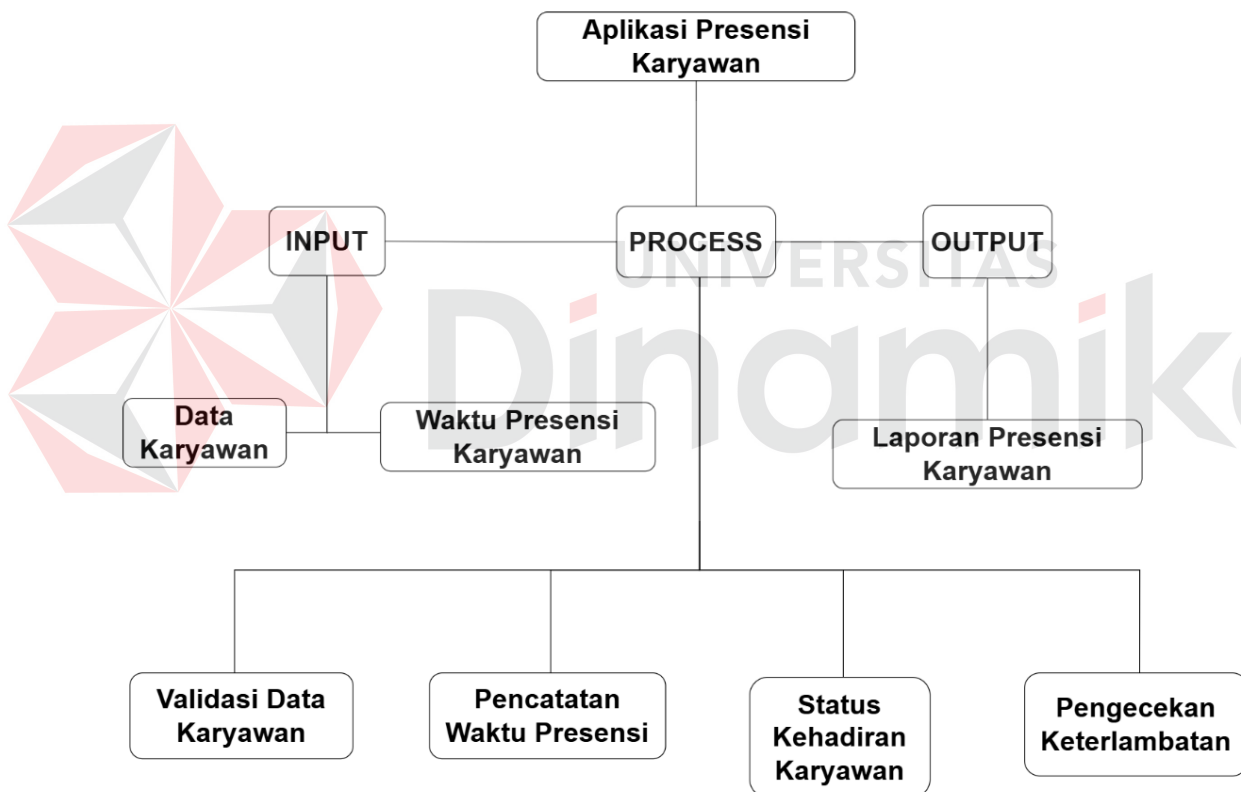 Aplikasi Presensi
Karyawan
INPUT
PROCESS
OUTPUT
UNIVERSITAS
Dinamika
Data
Karyawan
Waktu Presensi
Karyawan
Laporan Presensi
Karyawan
Validasi Data
Karyawan
Pencatatan
Waktu Presensi
Status
Kehadiran
Karyawan
Pengecekan
Keterlambatan